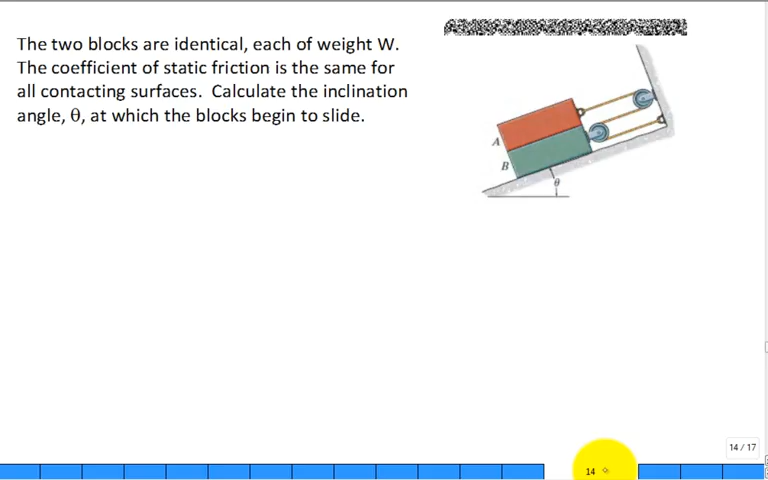 The two blocks are identical, each of weight W.
The coefficient of static friction is the same for
all contacting surfaces. Calculate the inclination
angle, θ, at which the blocks begin to slide.
A
B
θ
14 / 17
14